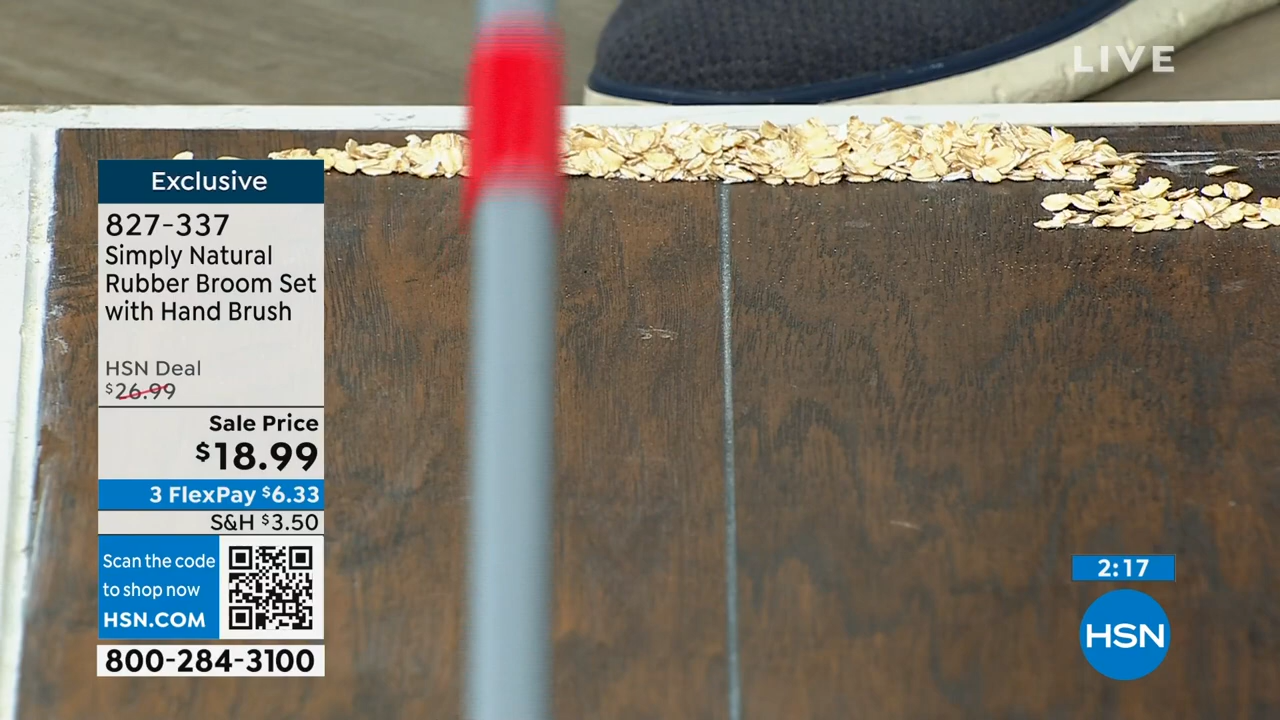 LIVE
Exclusive
827-337
Simply Natural
Rubber Broom Set
with Hand Brush
HSN Deal
$26.99
Sale Price
$18.99
3 FlexPay $6.33
S&H $3.50
Scan the code
to shop now
HSN.COM
800-284-3100
2:17
HSN